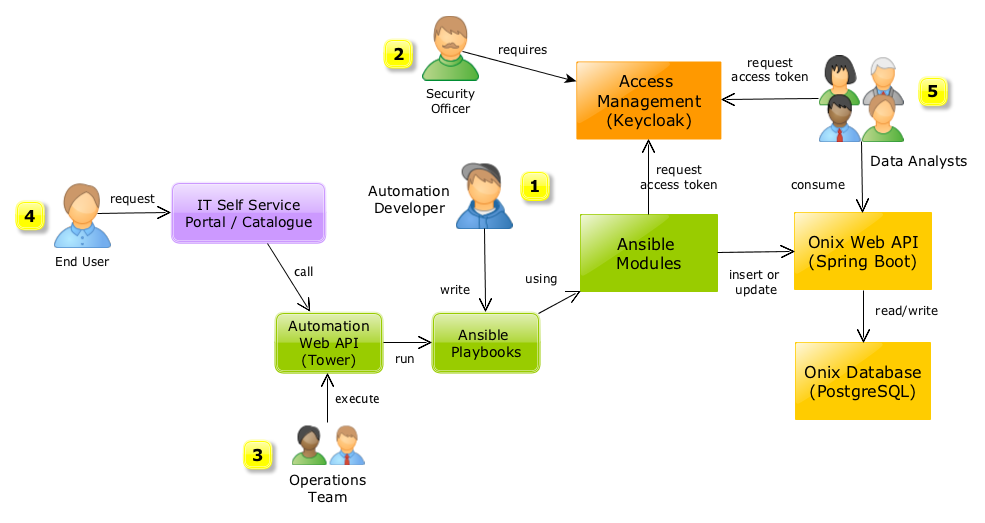 2
Security
Officer
requires
Access
Management
(Keycloak)
request
access token
5
Data Analysts
4
End User
request
IT Self Service
Portal / Catalogue
Automation
Developer
1
request
access token
consume
call
write
using
Ansible
Modules
insert or
update
Onix Web API
(Spring Boot)
Automation
Web API
(Tower)
run
Ansible
Playbooks
read/write
Onix Database
(PostgreSQL)
execute
3
Operations
Team